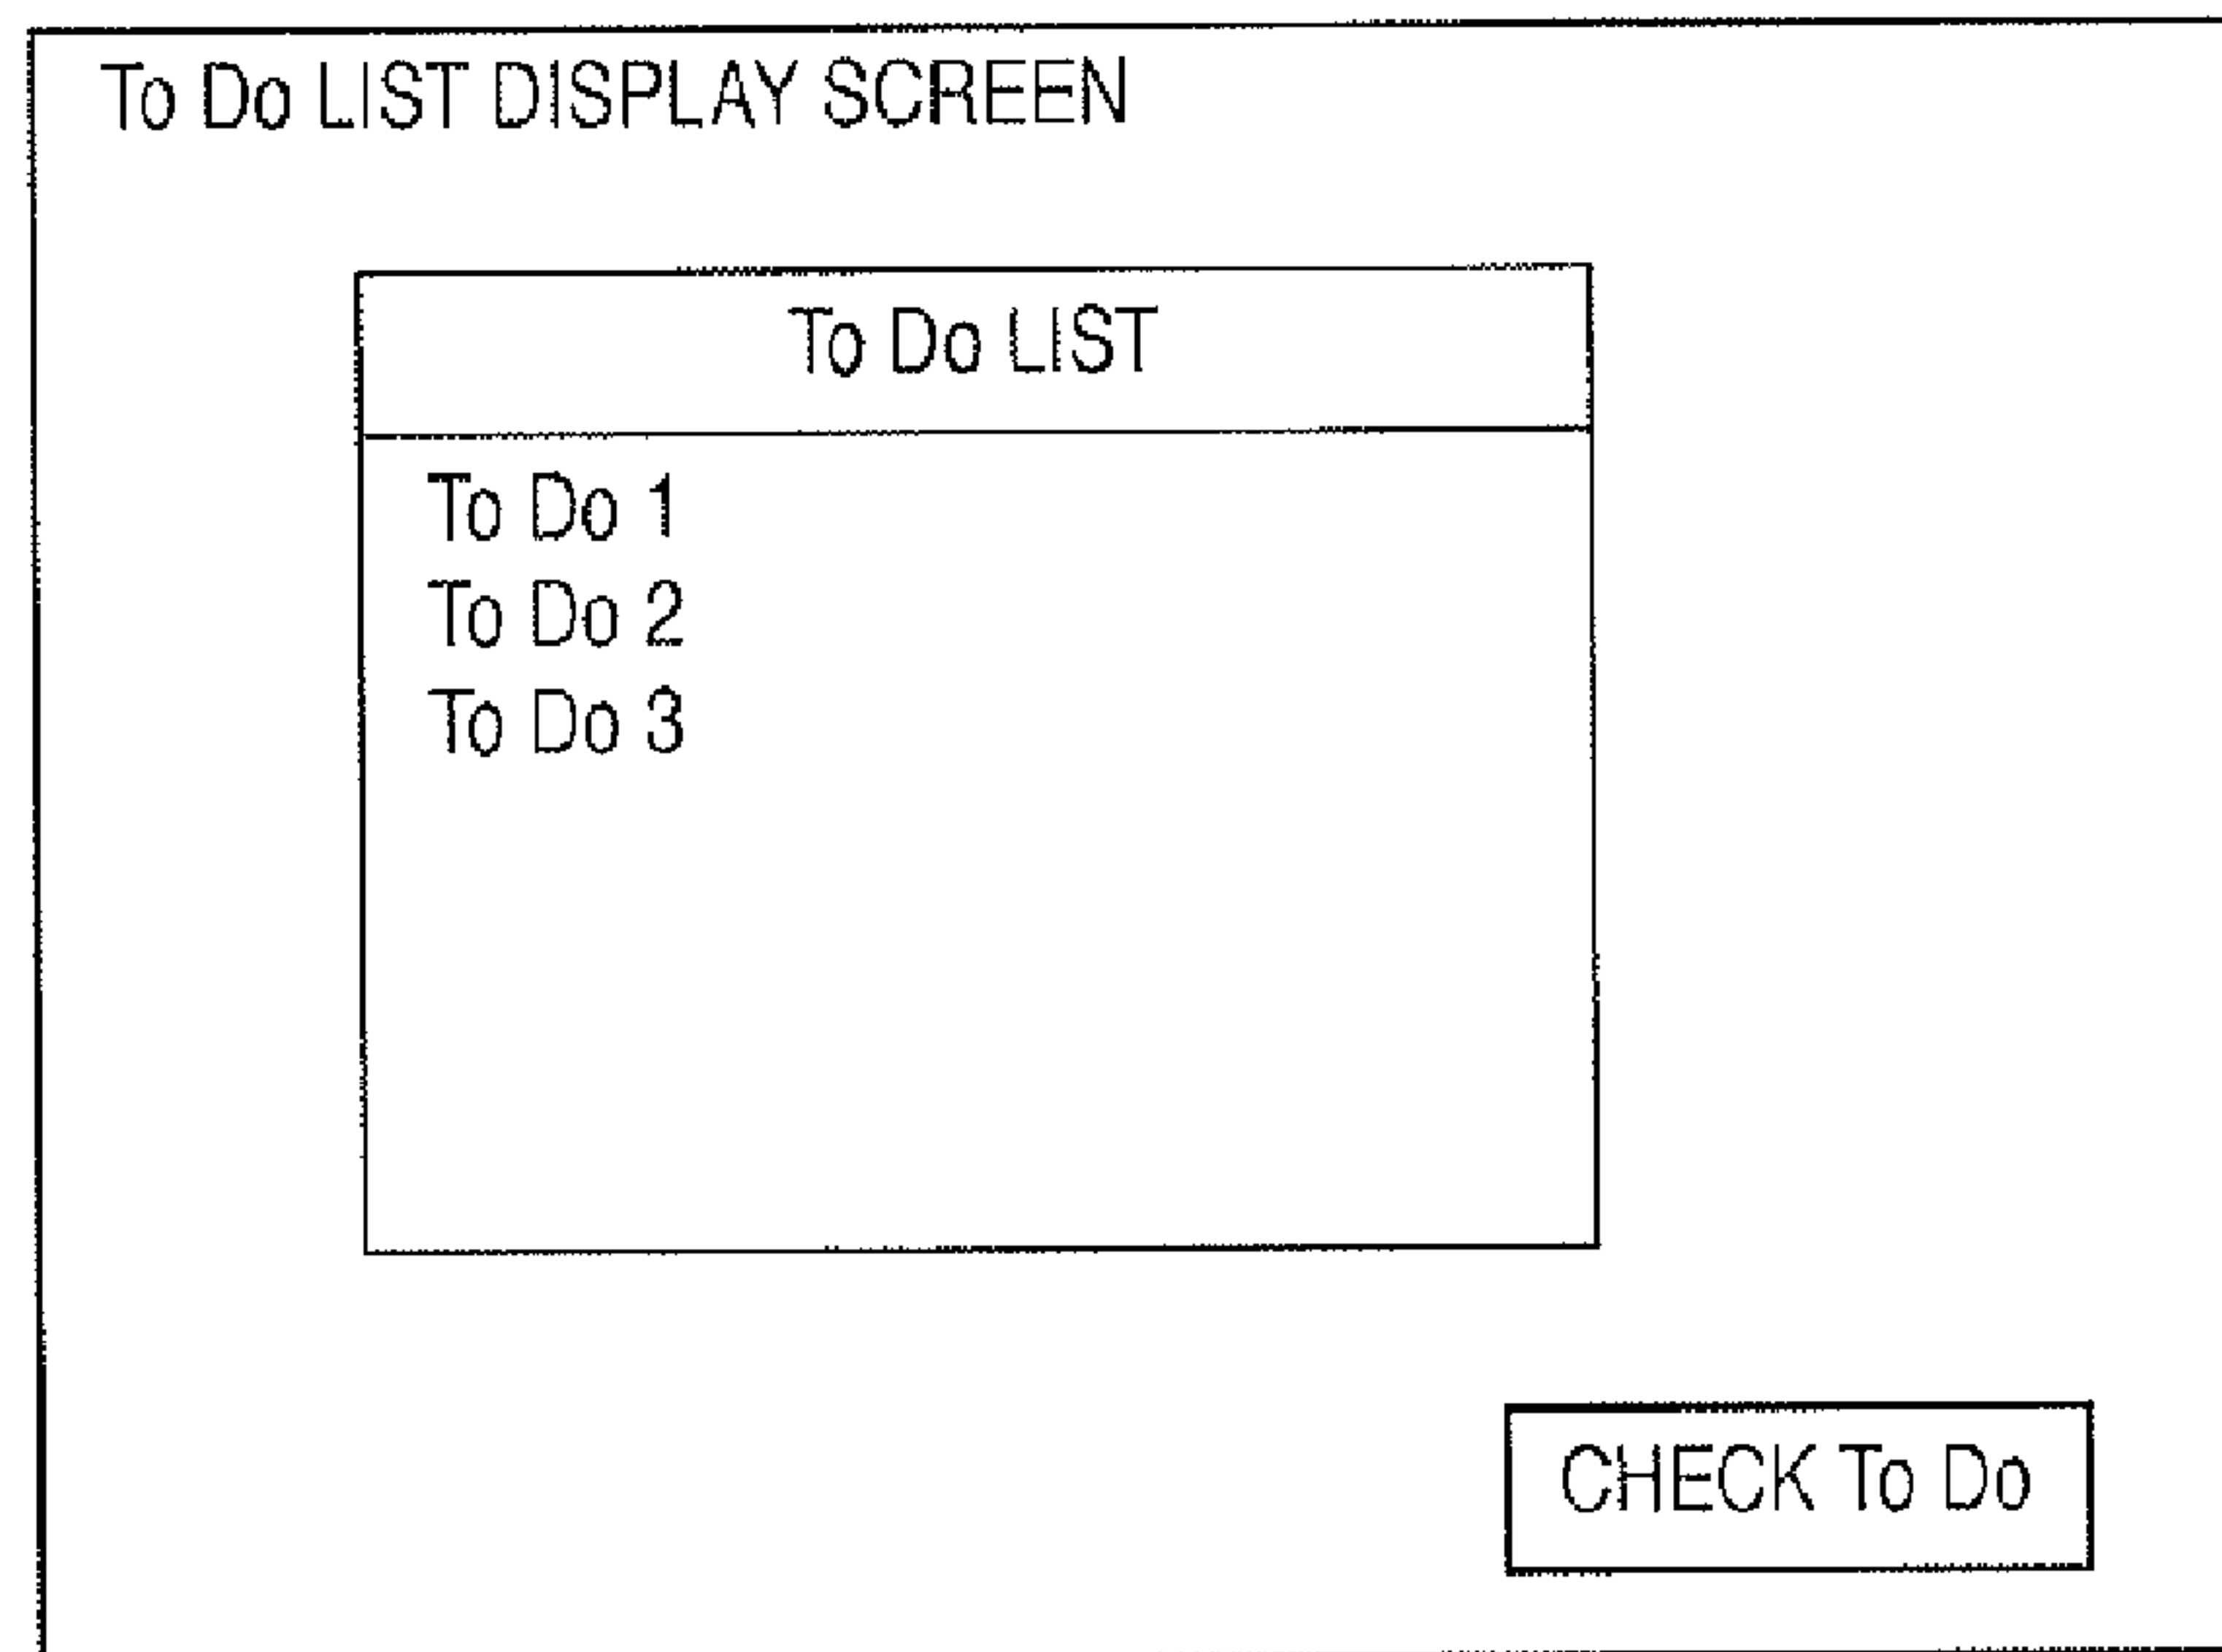 To Do LIST DISPLAY SCREEN
To Do LIST
To Do 1
To Do 2
To Do 3
CHECK To Do